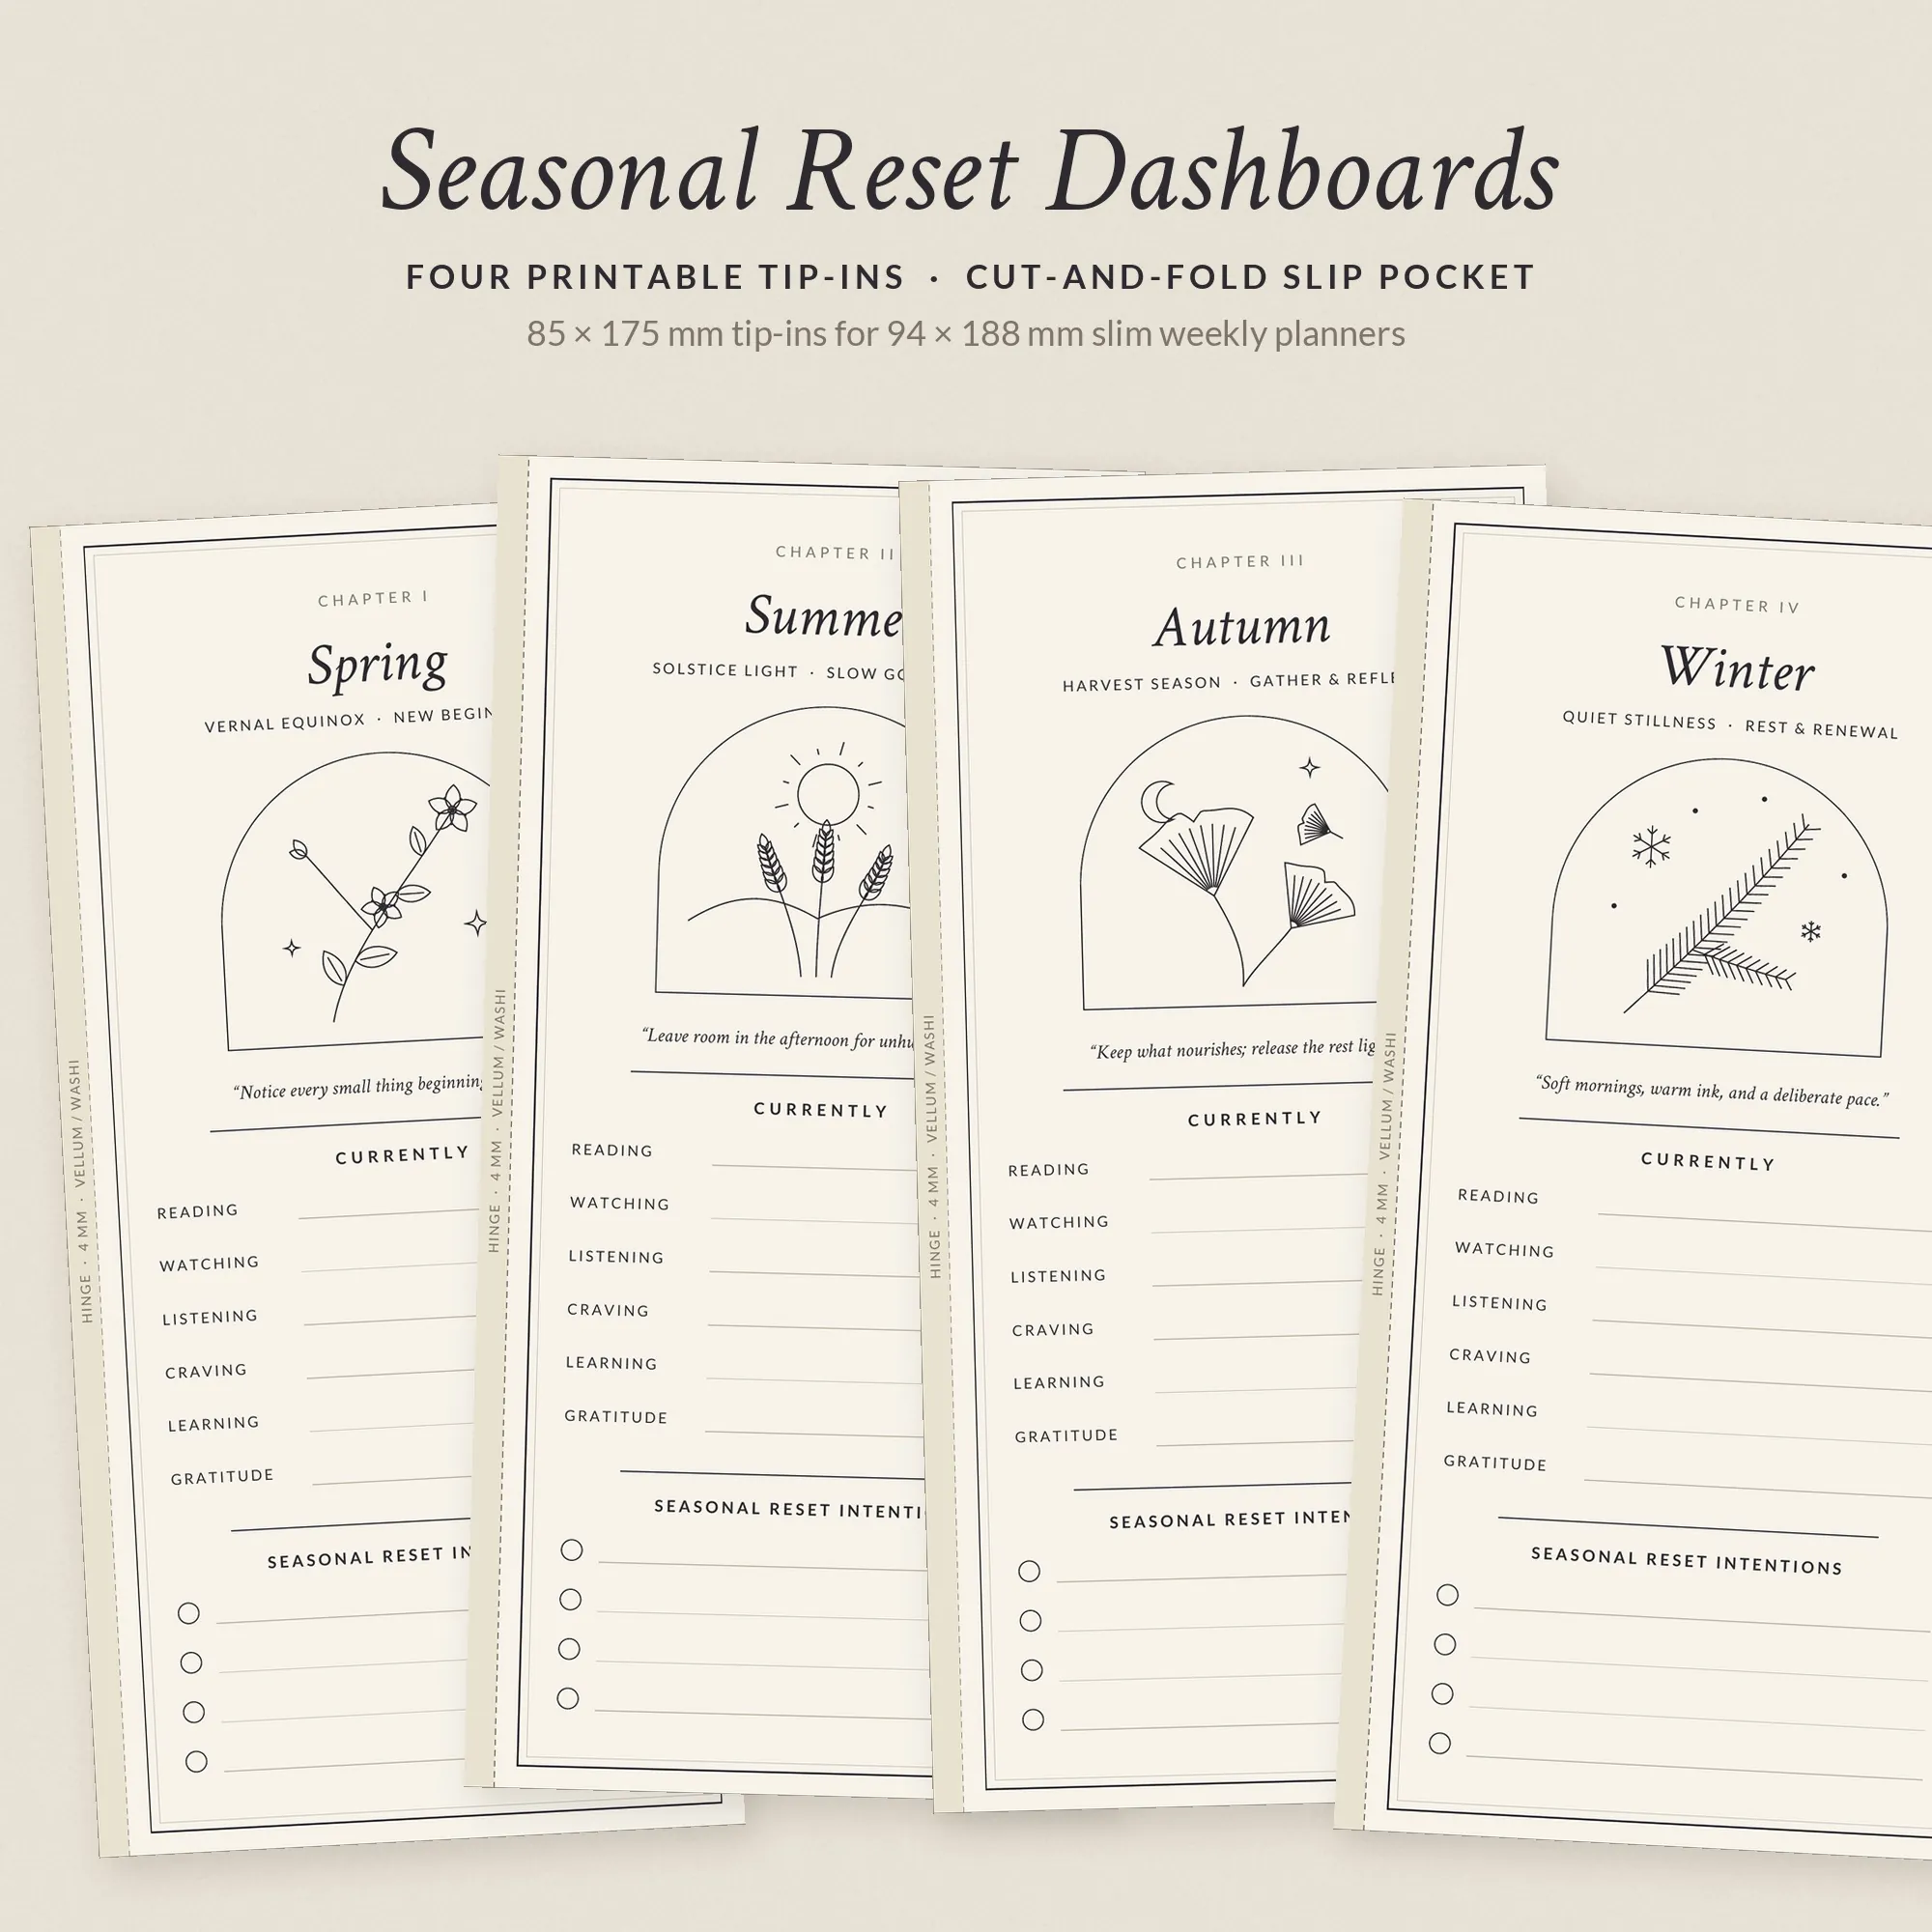 Seasonal Reset Dashboards
FOUR PRINTABLE TIP-INS · CUT-AND-FOLD SLIP POCKET
85 × 175 mm tip-ins for 94 × 188 mm slim weekly planners
CHAPTER I
Spring
VERNAL EQUINOX · NEW
“Notice every small thing beginning
CURRENTLY
READING
WATCHING
LISTENING
CRAVING
LEARNING
GRATITUDE
SEASONAL RESET
HINGE · 4 MM · VELLUM / WASHI
CHAPTER II
Summe
SOLSTICE LIGHT · SLOW
“Leave room in the afternoon for
CURRENTLY
READING
WATCHING
LISTENING
CRAVING
LEARNING
GRATITUDE
SEASONAL RESET INTENTI
HINGE · 4 MM · VELLUM / WASHI
CHAPTER III
Autumn
HARVEST SEASON · GATHER & REFLE
“Keep what nourishes; release the rest lig
CURRENTLY
READING
WATCHING
LISTENING
CRAVING
LEARNING
GRATITUDE
SEASONAL RESET INTEN
HINGE · 4 MM · VELLUM / WASHI
CHAPTER IV
Winter
QUIET STILLNESS · REST & RENEWAL
“Soft mornings, warm ink, and a deliberate pace.”
CURRENTLY
READING
WATCHING
LISTENING
CRAVING
LEARNING
GRATITUDE
SEASONAL RESET INTENTIONS
HINGE · 4 MM · VELLUM / WASHI